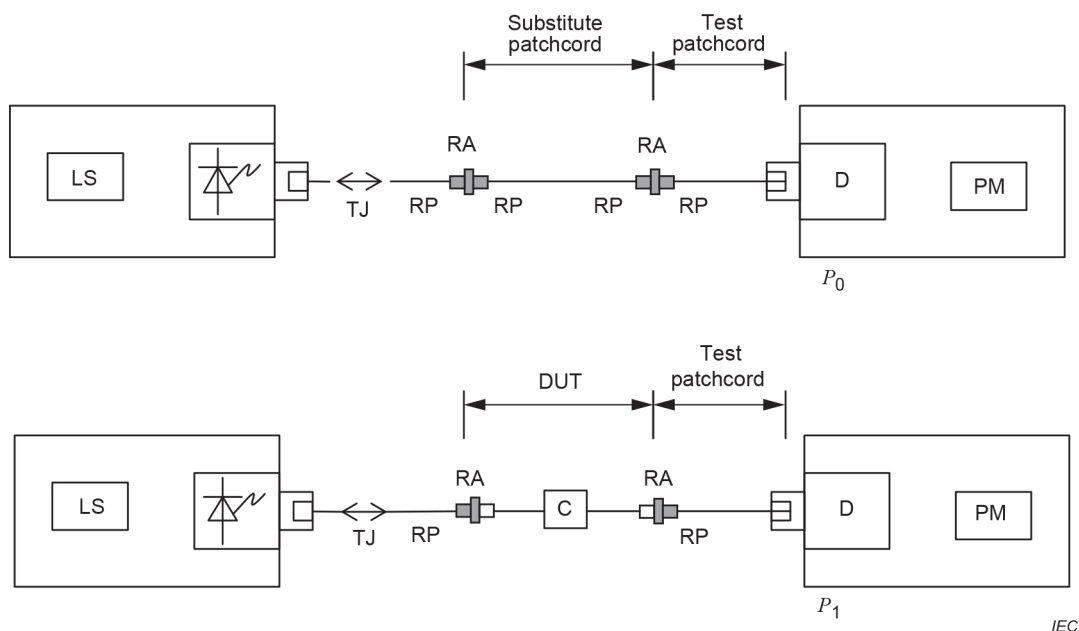 Substitute
patchcord
Test
patchcord
RA
RA
LS
D
PM
TJ
RP
RP
RP
RP
P0
DUT
Test
patchcord
RA
RA
LS
C
D
PM
TJ
RP
RP
P1
IEC